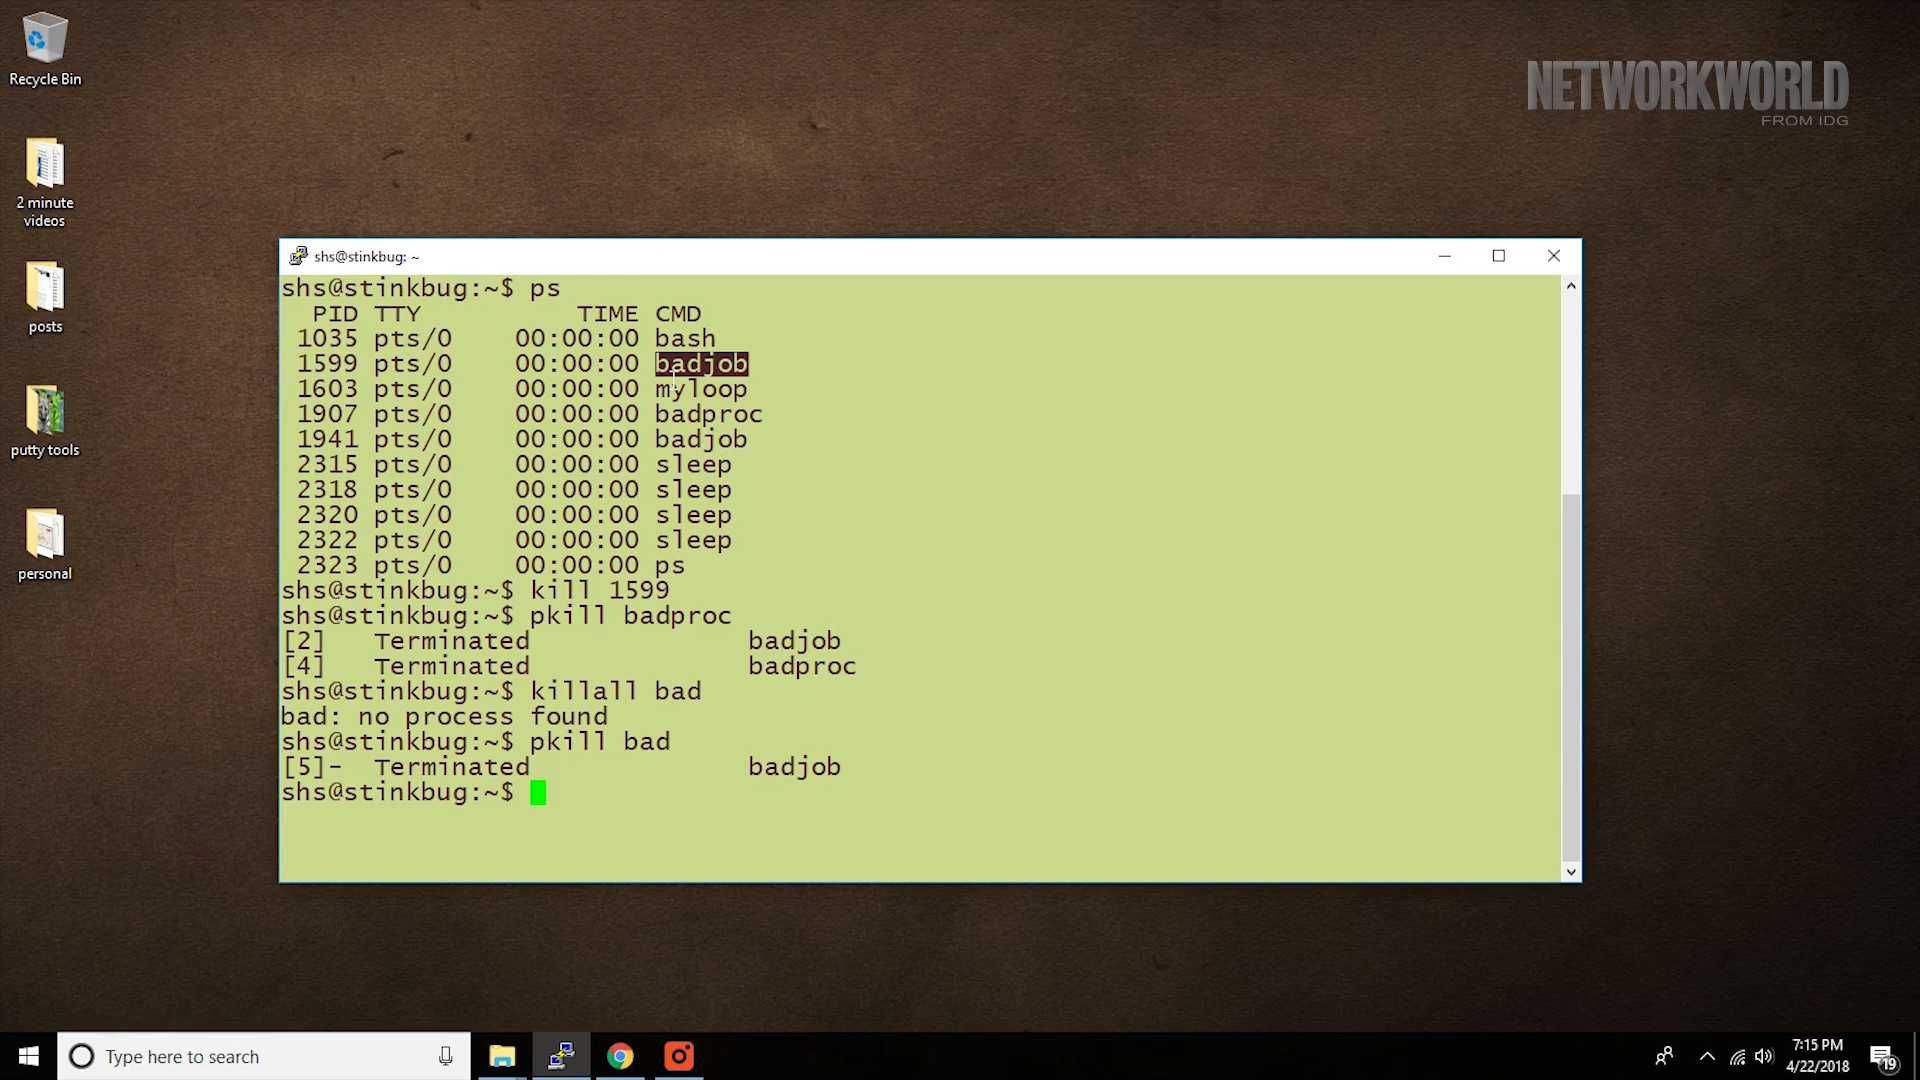 Recycle Bin
2 minute
videos
posts
putty tools
personal
NETWORKWORLD
FROM IDG
shs@stinkbug: ~
shs@stinkbug:~$ ps
PID TTY TIME CMD
1035 pts/0 00:00:00 bash
1599 pts/0 00:00:00 badjob
1603 pts/0 00:00:00 myloop
1907 pts/0 00:00:00 badproc
1941 pts/0 00:00:00 badjob
2315 pts/0 00:00:00 sleep
2318 pts/0 00:00:00 sleep
2320 pts/0 00:00:00 sleep
2322 pts/0 00:00:00 sleep
2323 pts/0 00:00:00 ps
shs@stinkbug:~$ kill 1599
shs@stinkbug:~$ pkill badproc
[2] Terminated badjob
[4] Terminated badproc
shs@stinkbug:~$ killall bad
bad: no process found
shs@stinkbug:~$ pkill bad
[5]- Terminated badjob
shs@stinkbug:~$
Type here to search
7:15 PM
4/22/2018
19